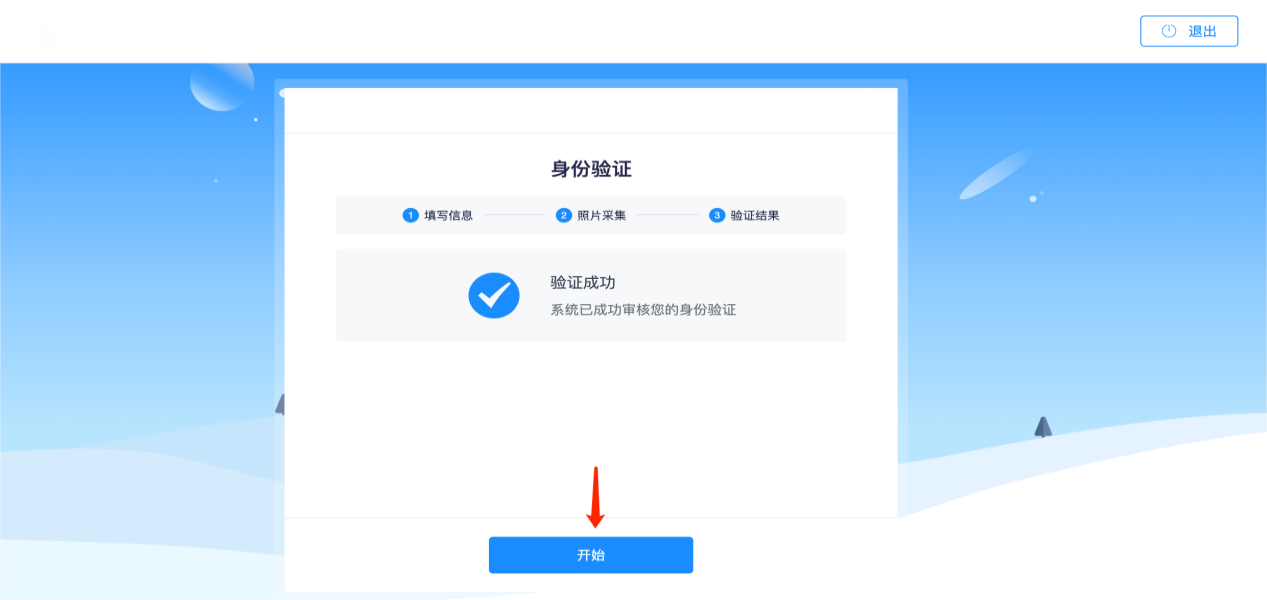 退出
身份验证
1 填写信息 2 照片采集 3 验证结果
验证成功
系统已成功审核您的身份验证
开始